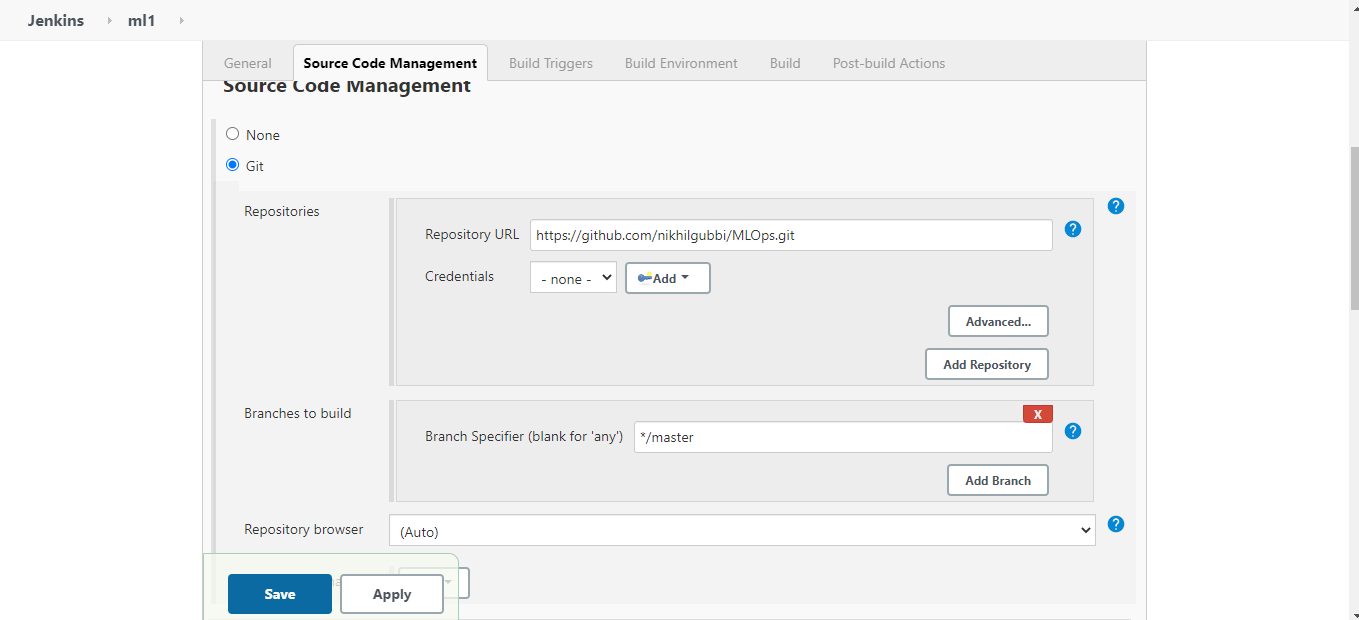 Jenkins ml1
General Source Code Management Build Triggers Build Environment Build Post-build Actions
Source Code Management
None
Git
Repositories
?
Repository URL https://github.com/nikhilgubbi/MLOps.git ?
Credentials - none - Add
Advanced...
Add Repository
Branches to build
X
Branch Specifier (blank for 'any') */master ?
Add Branch
Repository browser (Auto) ?
Save Apply